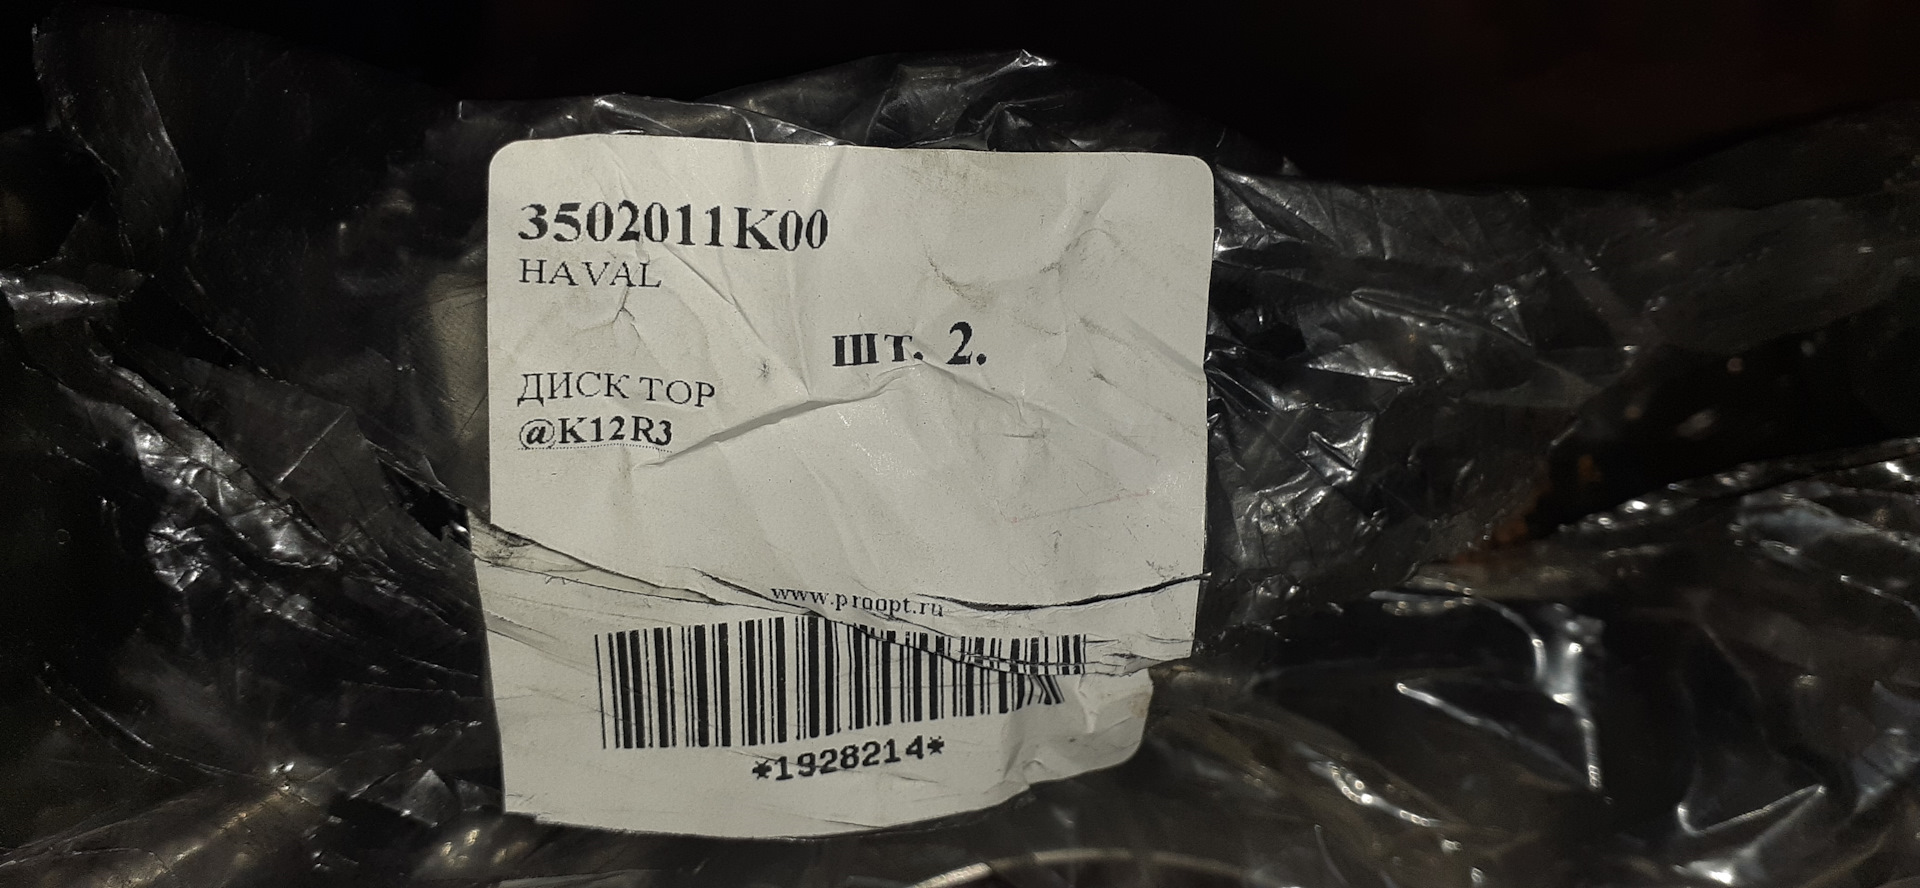 3502011K00
HAVAL
шт. 2.
ДИСК ТОР
@K12R3
www.proopt.ru
*1928214*